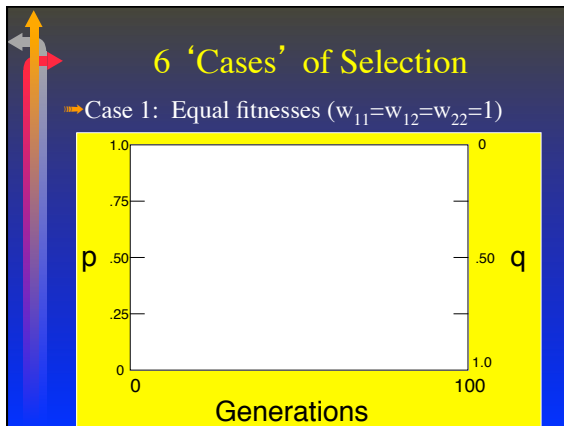 6 ‘Cases’ of Selection
Case 1: Equal fitnesses (w11=w12=w22=1)
1.0 0
.75
p .50 .50 q
.25
0 1.0
0 100
Generations